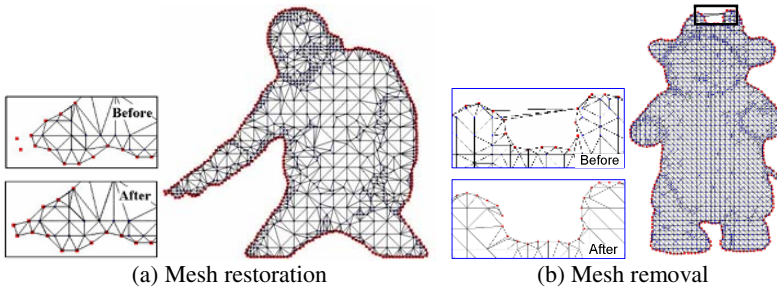 Before
After
Before
After
(a) Mesh restoration
(b) Mesh removal